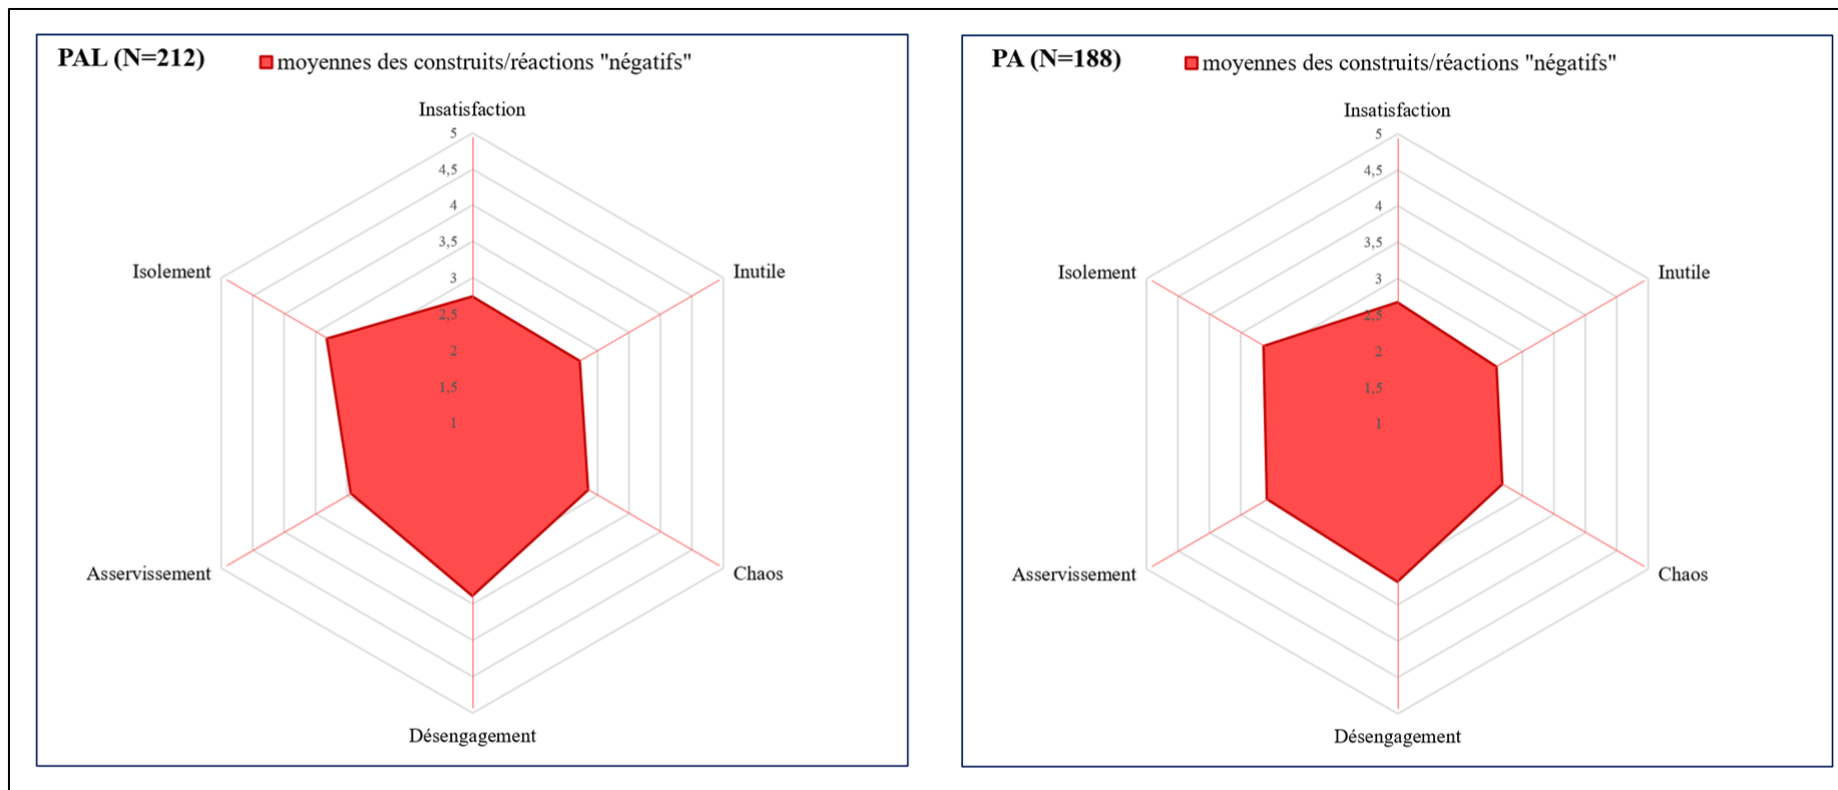 PAL (N=212)
moyennes des construits/réactions "négatifs"
Insatisfaction
5
4,5
4
3,5
3
2,5
2
1,5
1
Isolement
Inutile
Asservissement
Chaos
Désengagement
PA (N=188)
moyennes des construits/réactions "négatifs"
Insatisfaction
5
4,5
4
3,5
3
2,5
2
1,5
1
Isolement
Inutile
Asservissement
Chaos
Désengagement